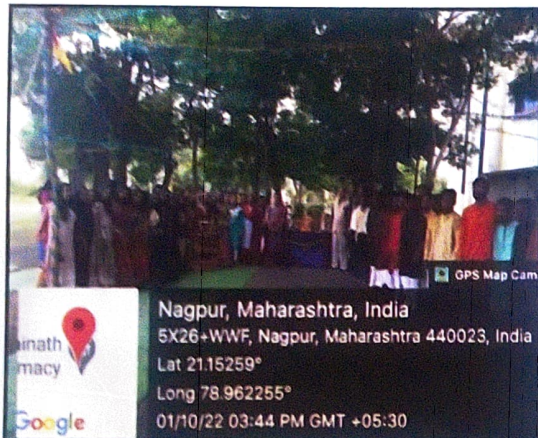 GPS Map Cam
Nagpur, Maharashtra, India
5X26+WWF, Nagpur, Maharashtra 440023, India
Lat 21.15259°
Long 78.962255°
01/10/22 03:44 PM GMT +05:30
inath
macy
Google